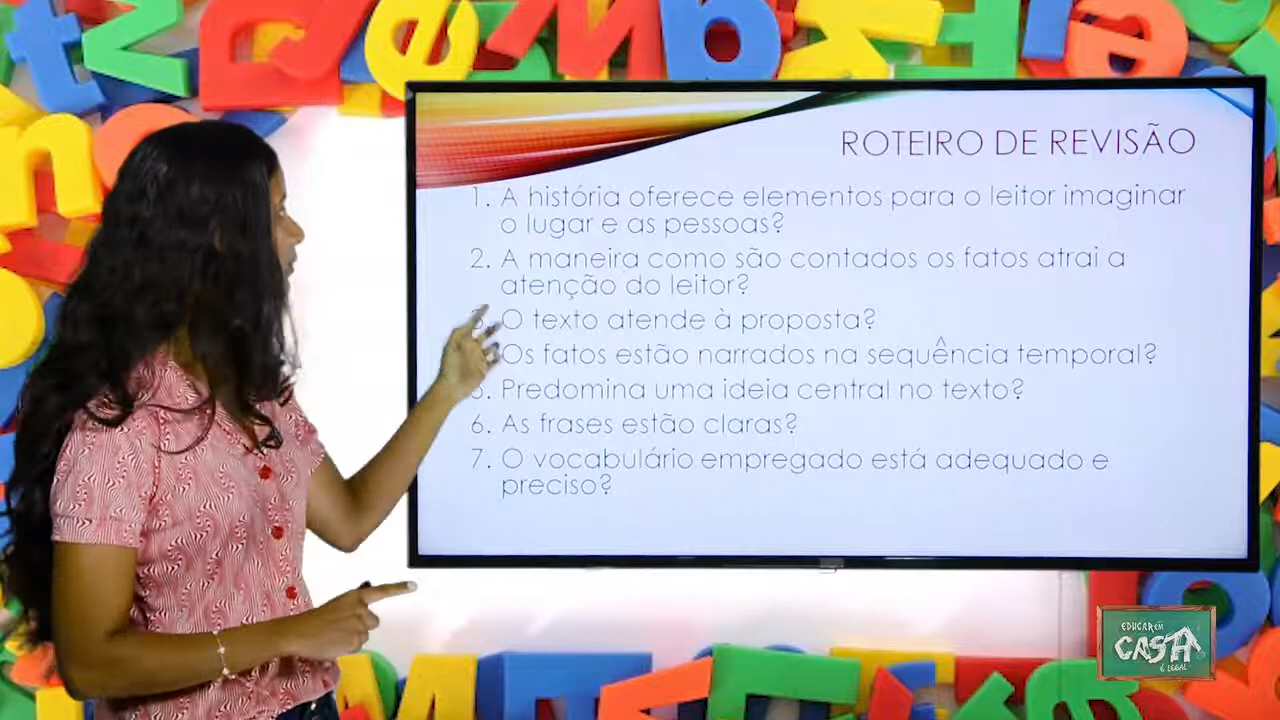 ROTEIRO DE REVISÃO
1. A história oferece elementos para o leitor imaginar
o lugar e as pessoas?
2. A maneira como são contados os fatos atrai a
atenção do leitor?
3. O texto atende à proposta?
Os fatos estão narrados na sequência temporal?
5. Predomina uma ideia central no texto?
6. As frases estão claras?
7. O vocabulário empregado está adequado e
preciso?
EDUCAR EM
CASA
É LEGAL